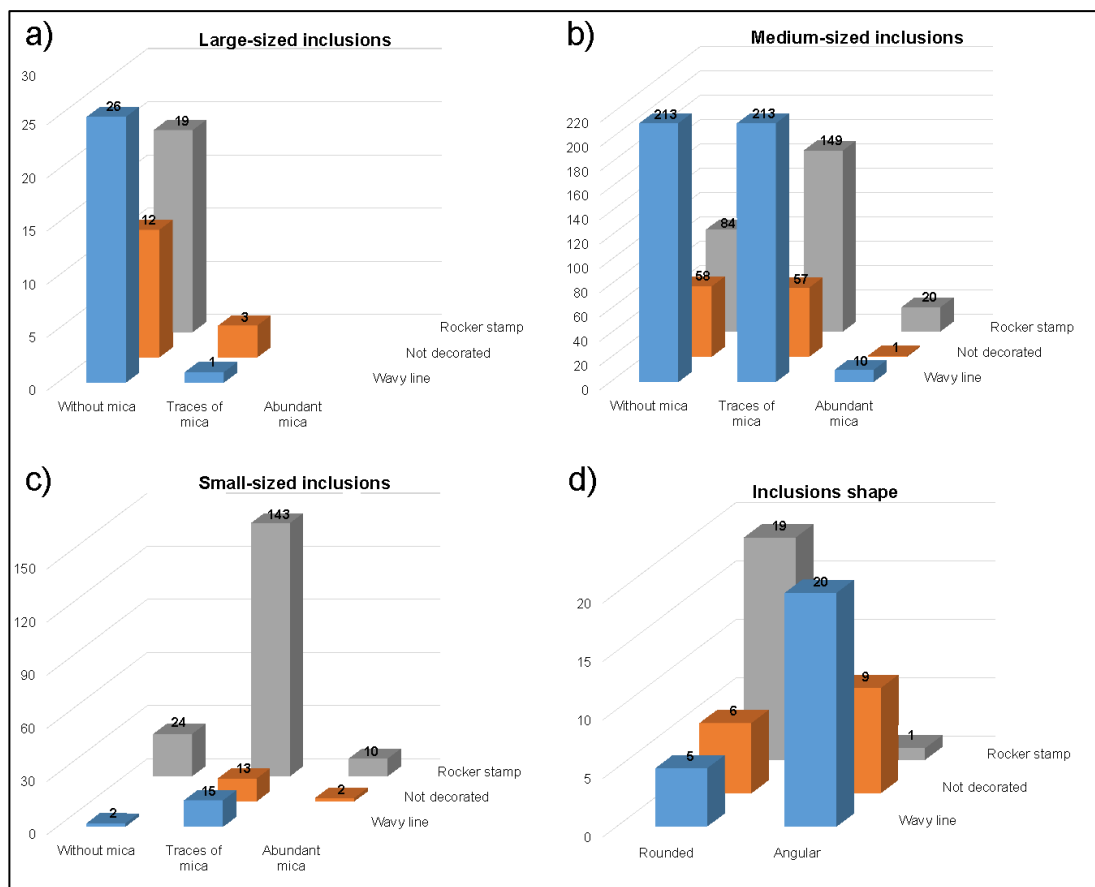 a)
Large-sized inclusions
30
25
20
15
10
5
0
26
19
12
3
1
Rocker stamp
Not decorated
Wavy line
Without mica
Traces of
mica
Abundant
mica
b)
Medium-sized inclusions
220
200
180
160
140
120
100
80
60
40
20
0
213
213
149
84
58
57
20
1
10
Rocker stamp
Not decorated
Wavy line
Without mica
Traces of
mica
Abundant
mica
c)
Small-sized inclusions
150
120
90
60
30
0
143
24
13
10
2
15
2
Rocker stamp
Not decorated
Wavy line
Without mica
Traces of
mica
Abundant
mica
d)
Inclusions shape
20
15
10
5
0
19
20
9
6
5
1
Rocker stamp
Not decorated
Wavy line
Rounded
Angular